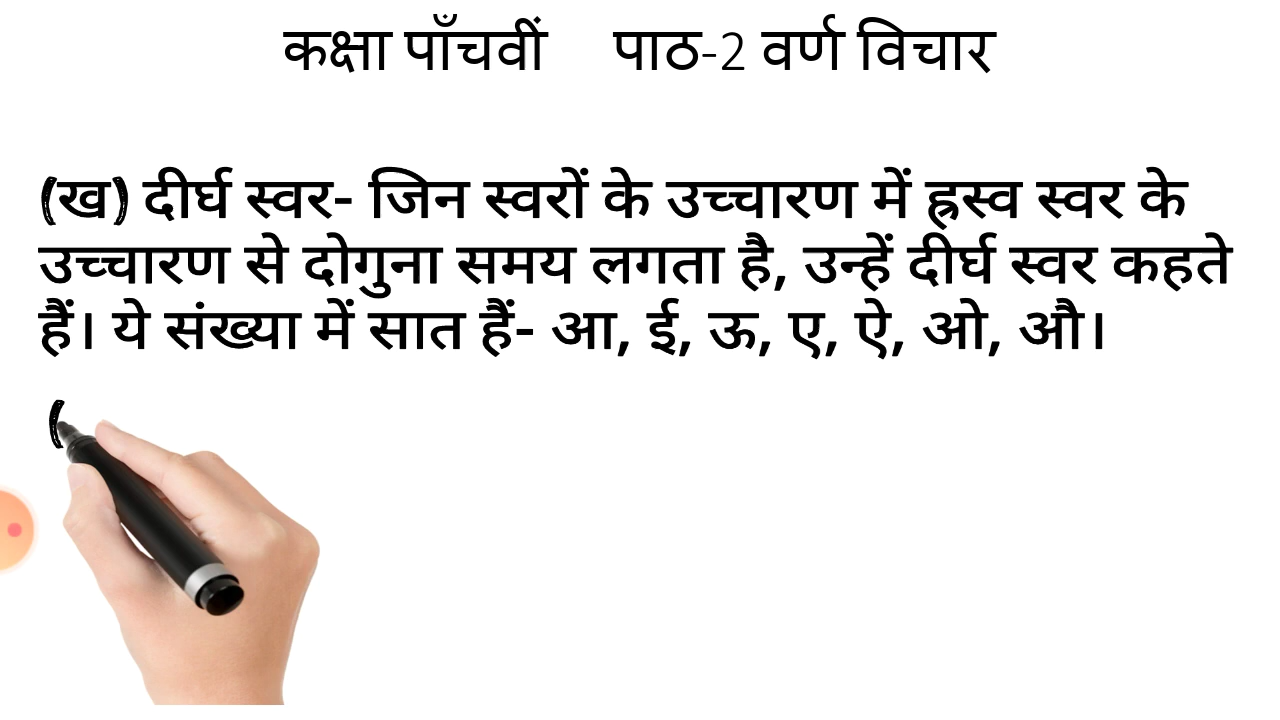 कक्षा पाँचवीं पाठ-2 वर्ण विचार
(ख) दीर्घ स्वर- जिन स्वरों के उच्चारण में ह्रस्व स्वर के
उच्चारण से दोगुना समय लगता है, उन्हें दीर्घ स्वर कहते
हैं। ये संख्या में सात हैं- आ, ई, ऊ, ए, ऐ, ओ, औ।
(